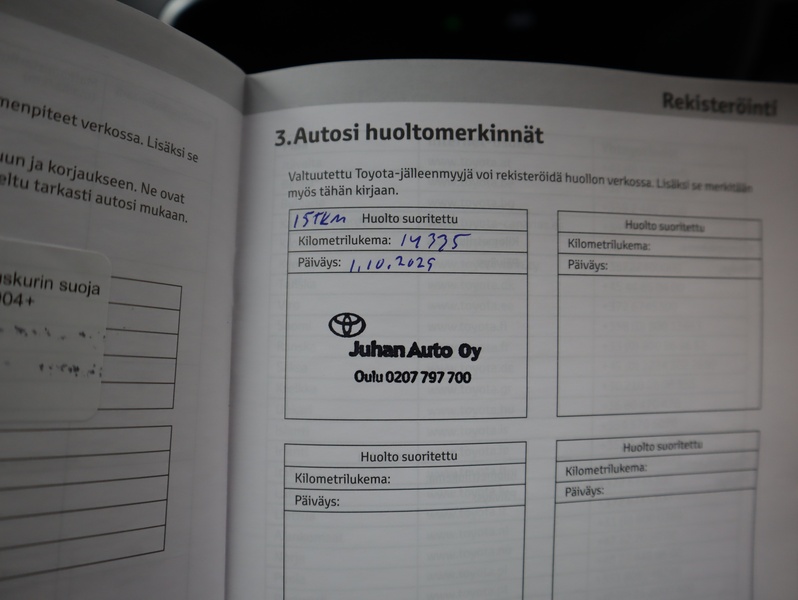 menpiteet verkossa. Lisäksi se
un ja korjaukseen. Ne ovat
eltu tarkasti autosi mukaan.
skurin suoja
004+
Rekisteröinti
3.Autosi huoltomerkinnät
Valtuutettu Toyota-jälleenmyyjä voi rekisteröidä huollon verkossa. Lisäksi se merkitään
myös tähän kirjaan.
15TKM Huolto suoritettu
Kilometrilukema: 14335
Päiväys: 1.10.2025
Juhan Auto Oy
Oulu 0207 797 700
Huolto suoritettu
Kilometrilukema:
Päiväys:
Huolto suoritettu
Kilometrilukema:
Päiväys:
Huolto suoritettu
Kilometrilukema:
Päiväys: